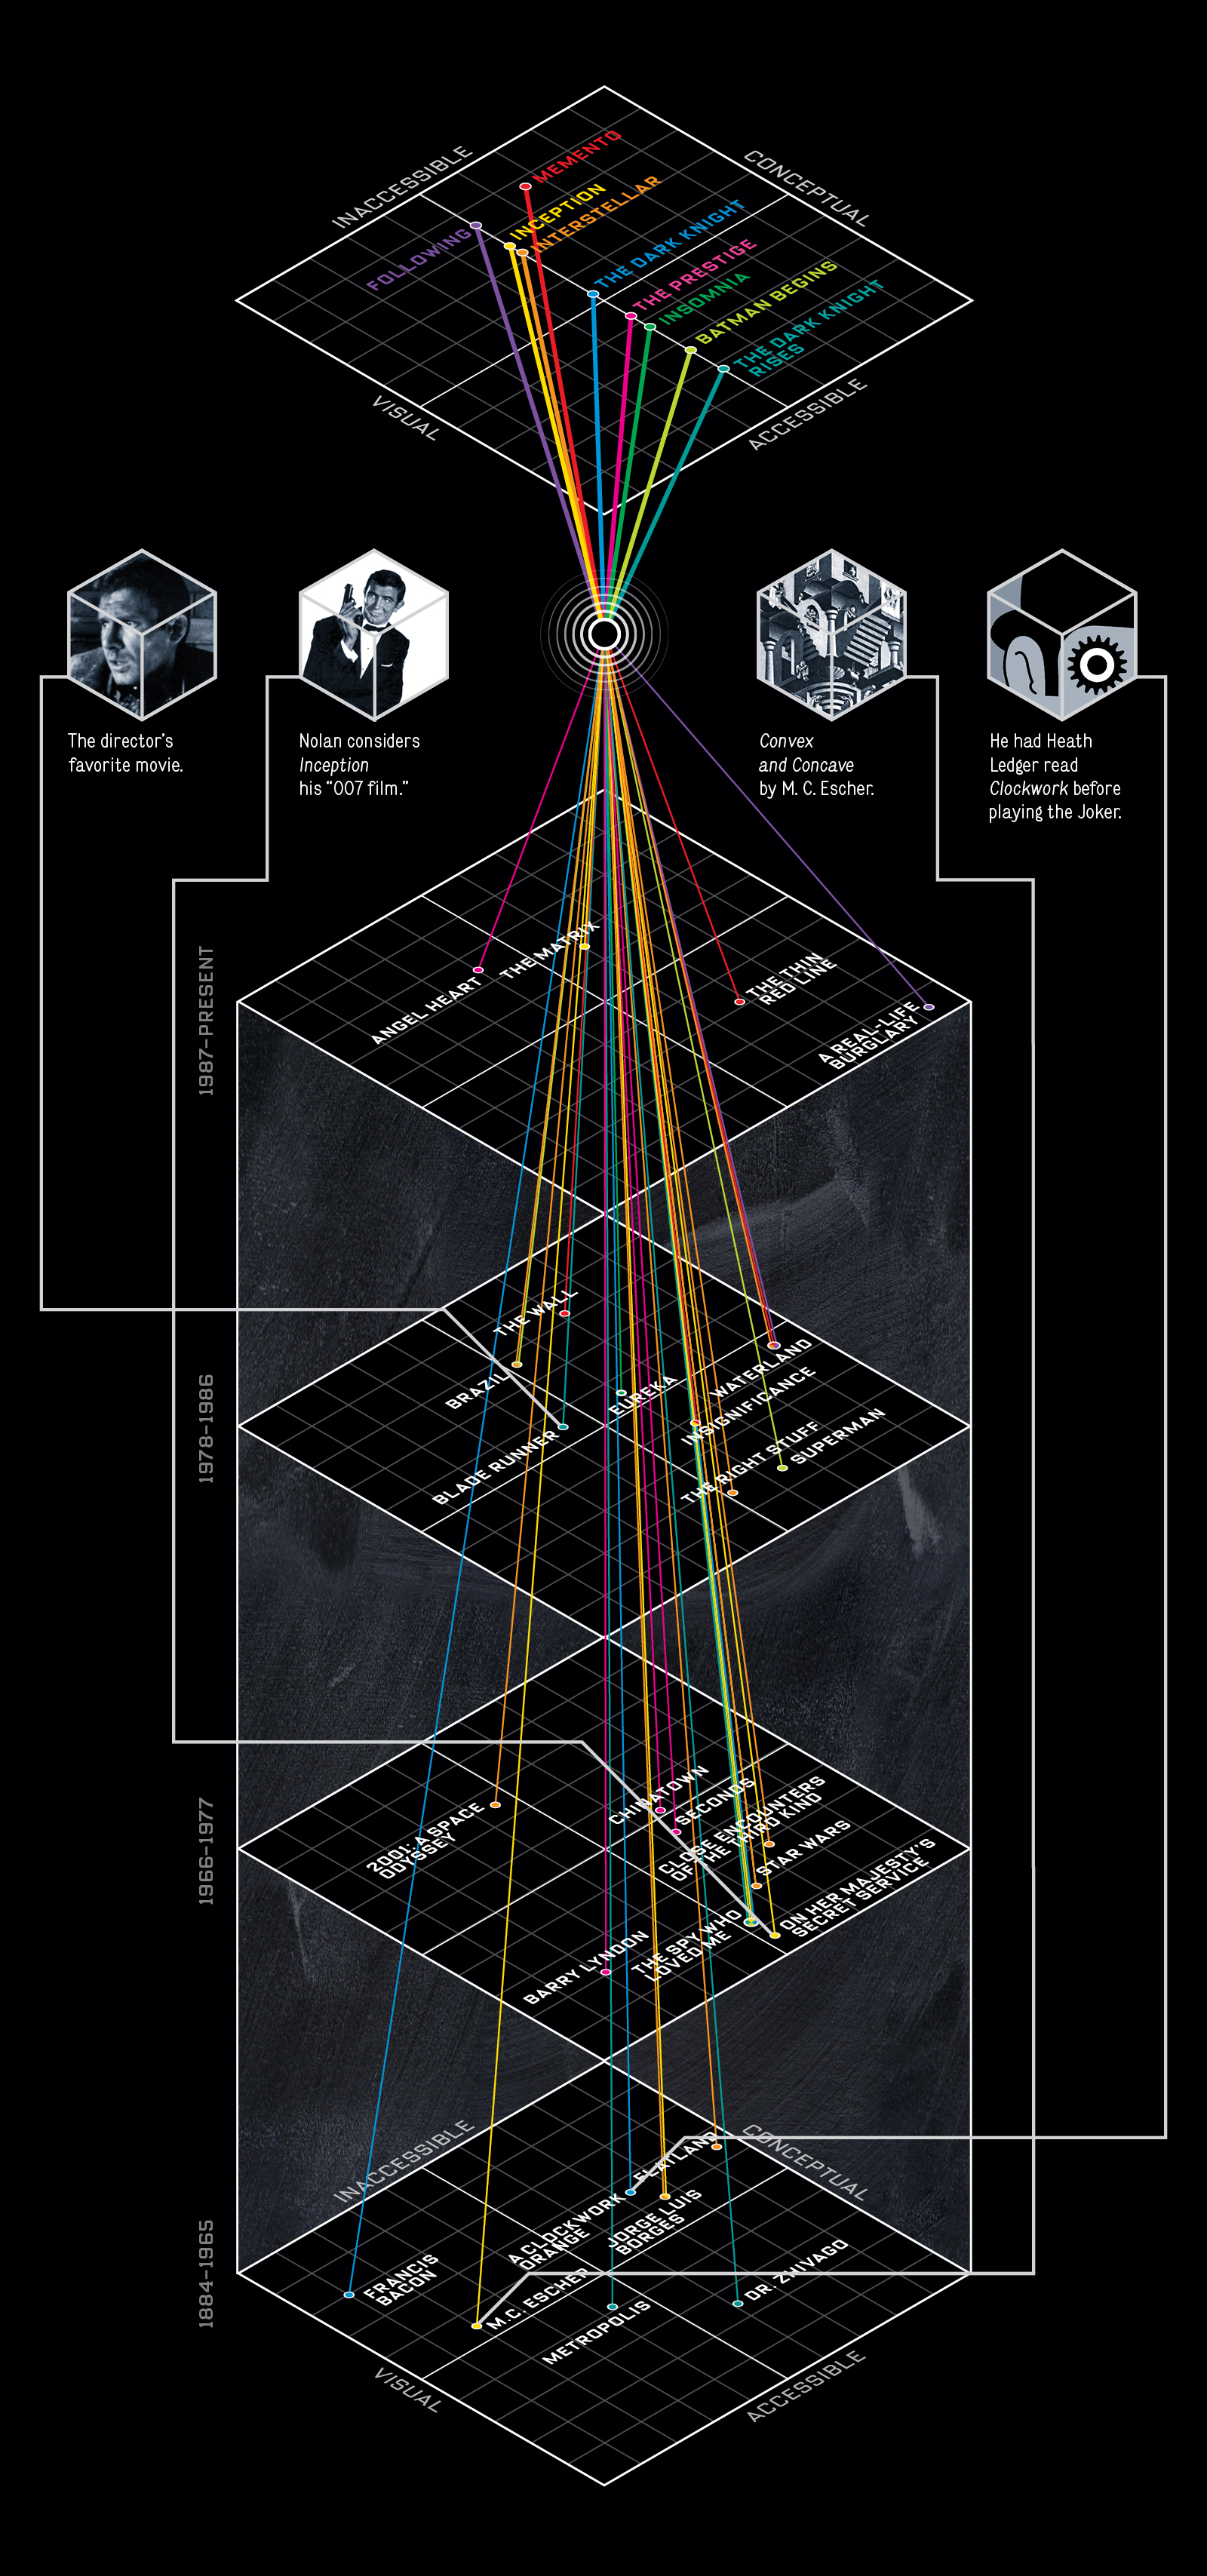 INACCESSIBLE
CONCEPTUAL
MEMENTO
INCEPTION
INTERSTELLAR
FOLLOWING
THE DARK KNIGHT
THE PRESTIGE
INSOMNIA
BATMAN BEGINS
THE DARK KNIGHT
RISES
VISUAL
ACCESSIBLE
The director's
favorite movie.
Nolan considers
Inception
his “007 film.”
Convex
and Concave
by M. C. Escher.
He had Heath
Ledger read
Clockwork before
playing the Joker.
1987–PRESENT
THE MATRIX
ANGEL HEART
THE THIN
RED LINE
A REAL-LIFE
BURGLARY
1978–1986
THE WALL
BRAZIL
WATERLAND
EUREKA
INSIGNIFICANCE
BLADE RUNNER
THE RIGHT STUFF
SUPERMAN
1966–1977
CHINATOWN
SECONDS
2001: A SPACE
ODYSSEY
CLOSE ENCOUNTERS
OF THE THIRD KIND
STAR WARS
ON HER MAJESTY'S
SECRET SERVICE
THE SPY WHO
LOVED ME
BARRY LYNDON
1884–1965
INACCESSIBLE
CONCEPTUAL
FLATLAND
A CLOCKWORK
ORANGE
JORGE LUIS
BORGES
FRANCIS
BACON
M.C. ESCHER
DR. ZHIVAGO
METROPOLIS
VISUAL
ACCESSIBLE